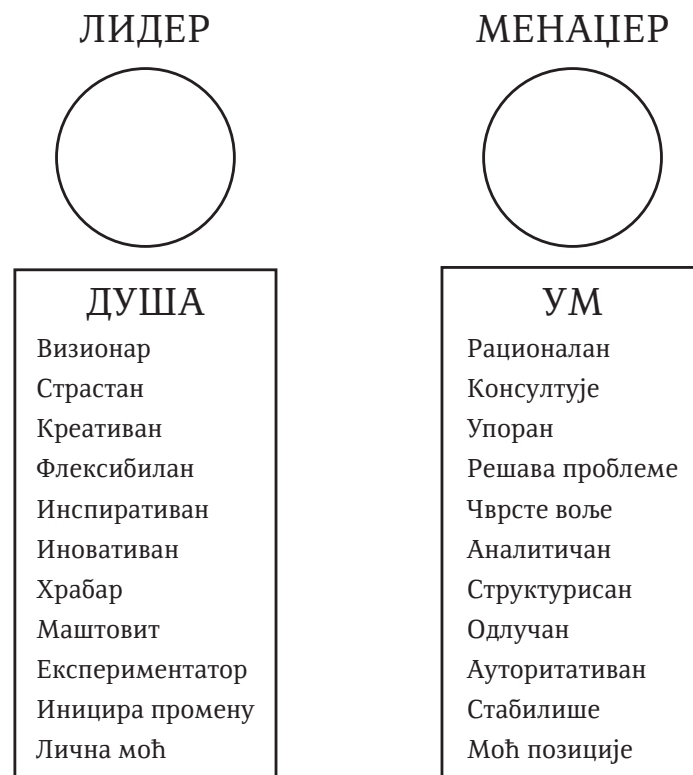 ЛИДЕР
ДУША
Визионар
Страстан
Креативан
Флексибилан
Инспиративан
Иновативан
Храбар
Маштовит
Експериментатор
Иницира промену
Лична моћ
МЕНАЏЕР
УМ
Рационалан
Консултује
Упоран
Решава проблеме
Чврсте воље
Аналитичан
Структурисан
Одлучан
Ауторитативан
Стабилише
Моћ позиције